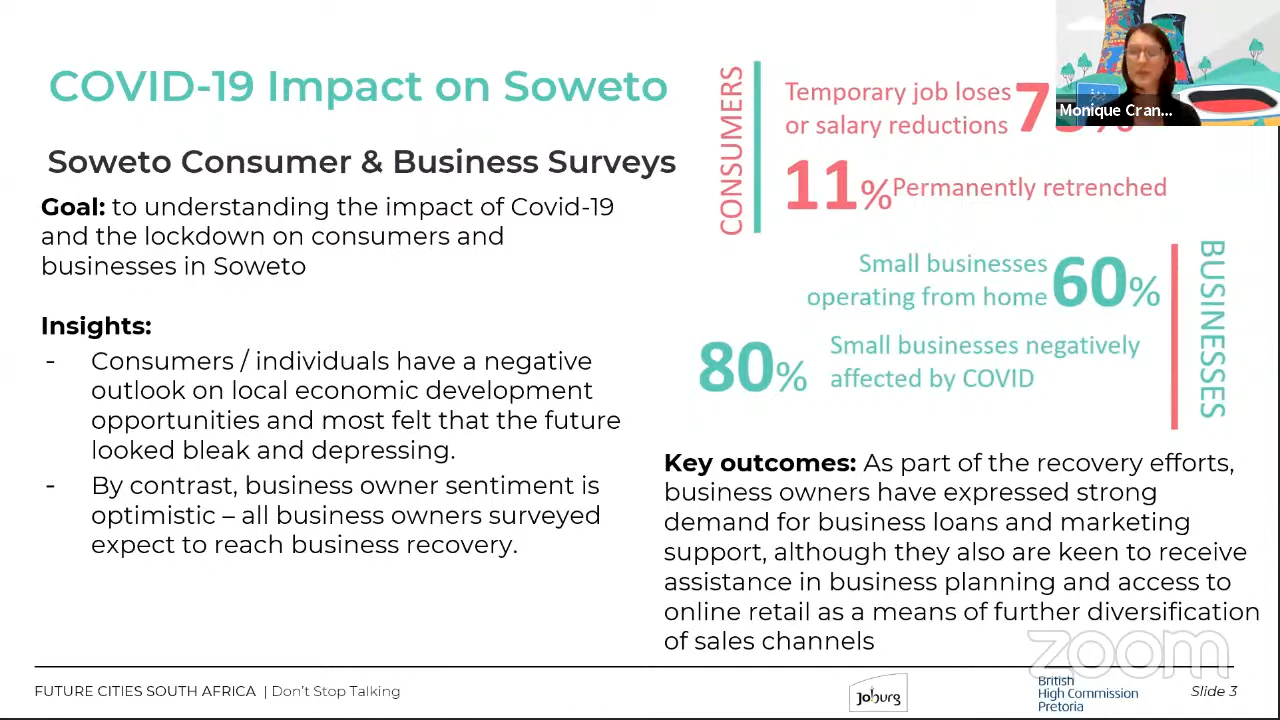 COVID-19 Impact on Soweto
Soweto Consumer & Business Surveys
Goal: to understanding the impact of Covid-19
and the lockdown on consumers and
businesses in Soweto
Insights:
- Consumers / individuals have a negative
outlook on local economic development
opportunities and most felt that the future
looked bleak and depressing.
- By contrast, business owner sentiment is
optimistic – all business owners surveyed
expect to reach business recovery.
CONSUMERS
Temporary job loses
or salary reductions
11% Permanently retrenched
Small businesses
operating from home 60%
80% Small businesses negatively
affected by COVID
BUSINESSES
Key outcomes: As part of the recovery efforts,
business owners have expressed strong
demand for business loans and marketing
support, although they also are keen to receive
assistance in business planning and access to
online retail as a means of further diversification
of sales channels
Monique Cran...
zoom
FUTURE CITIES SOUTH AFRICA | Don't Stop Talking
Joburg
British
High Commission
Pretoria
Slide 3